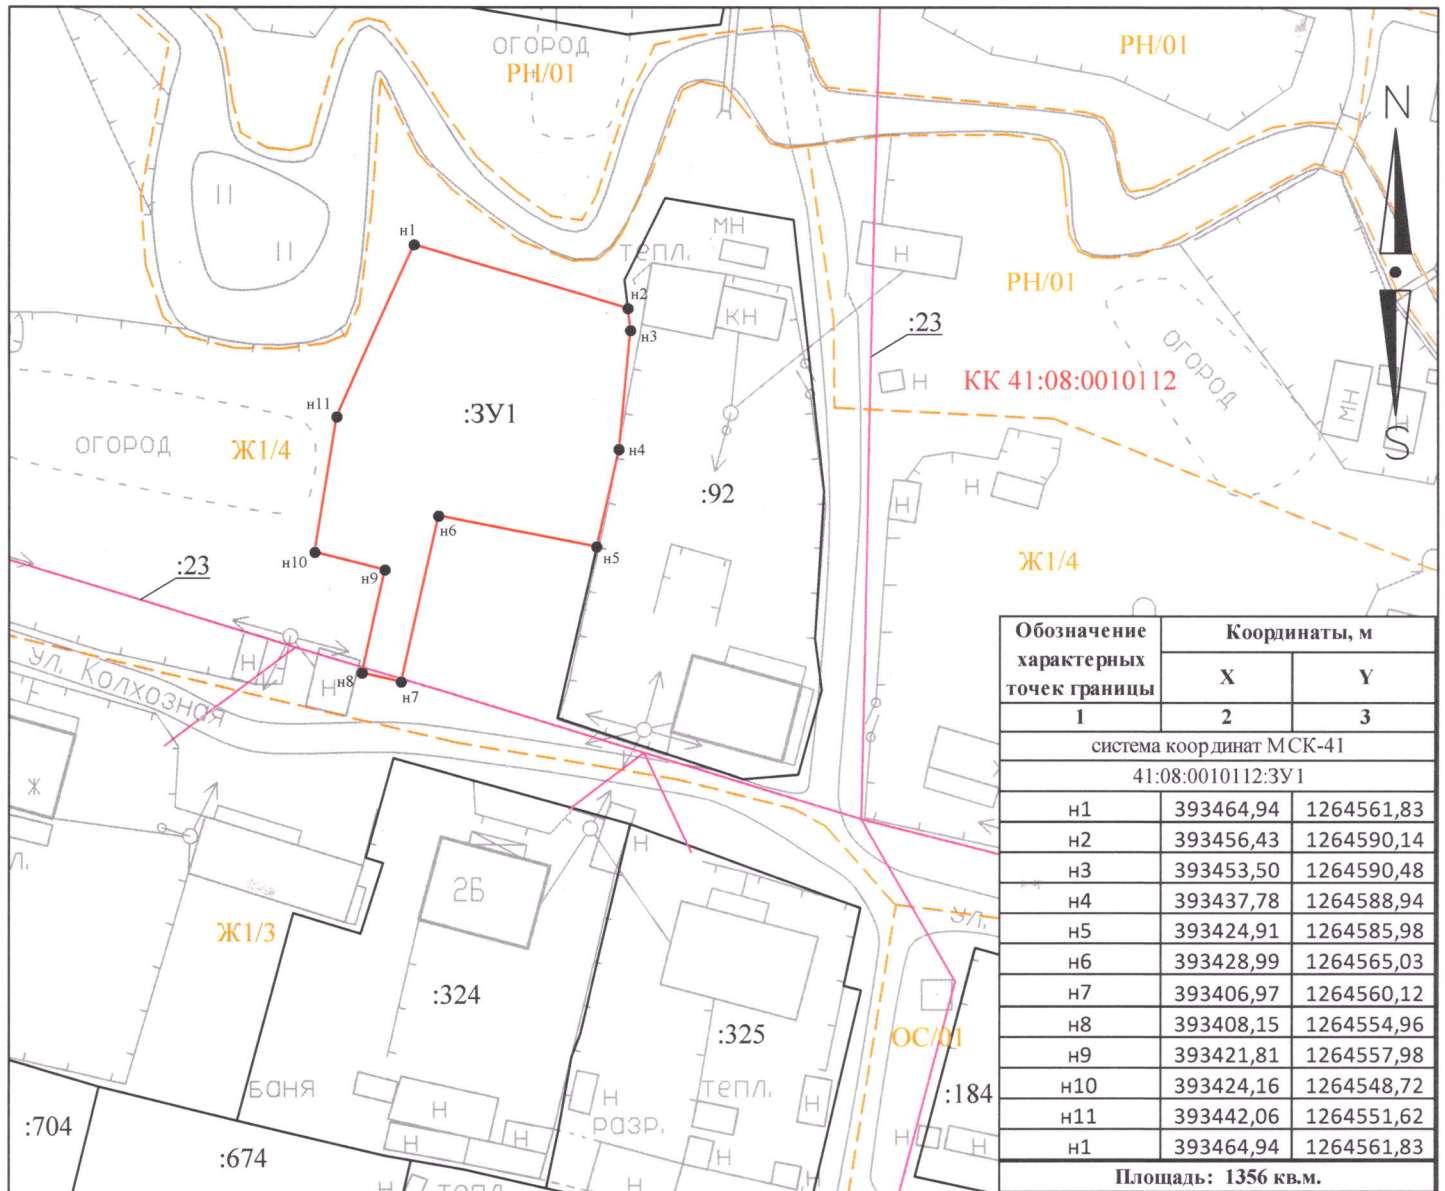 ОГОРОД
РН/01
РН/01
N
н1
ТЕПЛ.
МН
Н
РН/01
н2
КН
н3
:23
ОГОРОД
Н
КК 41:08:0010112
МН
Н
S
н11
:ЗУ1
ОГОРОД
Ж1/4
н4
:92
Н
Н
н6
н5
н10
н9
:23
Ж1/4
Н
Н
н8
н7
УЛ. КОЛХОЗНАЯ
Ж
Л.
2Б
Н
Ж1/3
УЛ.
:324
:325
ОС/01
:184
БАНЯ
Н
Н
Н
Н
РАЗР.
ТЕПЛ.
Н
Н
Н
:704
:674
Н
Н
Н
ТЕПЛ
Обозначение характерных точек границы
Координаты, м
X Y
1 2 3
система координат МСК-41
41:08:0010112:ЗУ1
н1 393464,94 1264561,83
н2 393456,43 1264590,14
н3 393453,50 1264590,48
н4 393437,78 1264588,94
н5 393424,91 1264585,98
н6 393428,99 1264565,03
н7 393406,97 1264560,12
н8 393408,15 1264554,96
н9 393421,81 1264557,98
н10 393424,16 1264548,72
н11 393442,06 1264551,62
н1 393464,94 1264561,83
Площадь: 1356 кв.м.